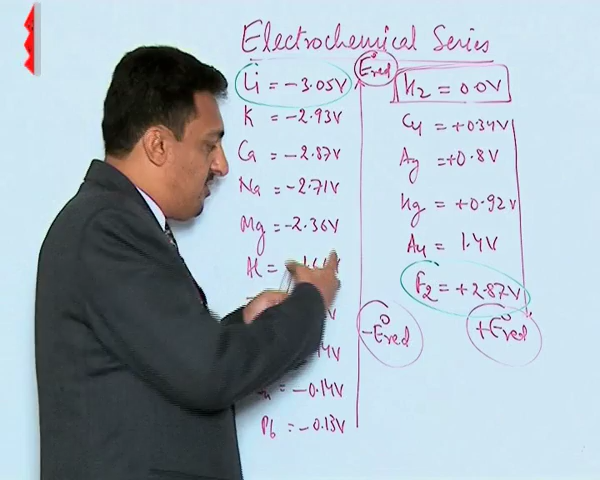 Electrochemical Series
E°red
Li = -3.05V
K = -2.93V
Ca = -2.87V
Na = -2.71V
Mg = -2.36V
Al =
= -0.14V
Pb = -0.13V
H2 = 0.0V
Cu = +0.34V
Ag = +0.8V
Hg = +0.92V
Au = 1.4V
F2 = +2.87V
-E°red
+E°red